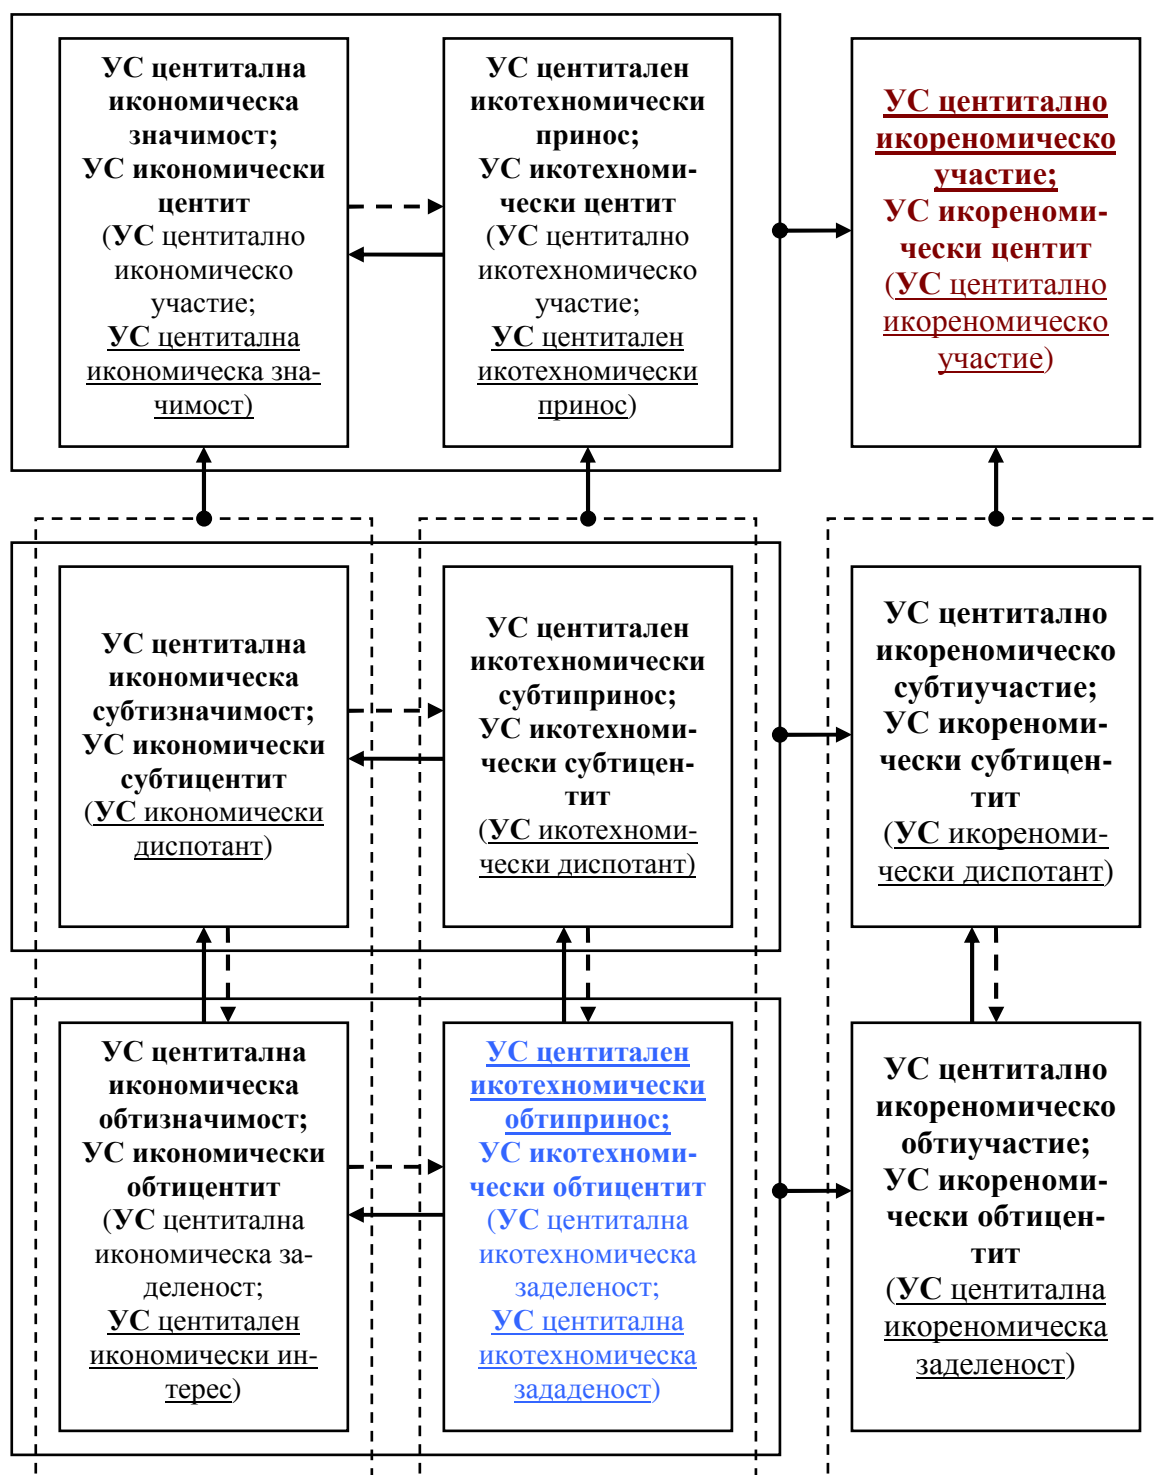 УС центитална
икономическа
значимост;
УС икономически
центит
(УС центитално
икономическо
участие;
УС центитална
икономическа зна-
чимост)
УС центитален
икотехномически
принос;
УС икотехноми-
чески центит
(УС центитално
икотехномическо
участие;
УС центитален
икотехномически
принос)
УС центитално
икореномическо
участие;
УС икореноми-
чески центит
(УС центитално
икореномическо
участие)
УС центитална
икономическа
субтизначимост;
УС икономически
субтицентит
(УС икономически
диспотант)
УС центитален
икотехномически
субтипринос;
УС икотехноми-
чески субтицен-
тит
(УС икотехноми-
чески диспотант)
УС центитално
икореномическо
субтиучастие;
УС икореноми-
чески субтицен-
тит
(УС икореноми-
чески диспотант)
УС центитална
икономическа
обтизначимост;
УС икономически
обтицентит
(УС центитална
икономическа за-
деленост;
УС центитален
икономически ин-
терес)
УС центитален
икотехномически
обтипринос;
УС икотехноми-
чески обтицентит
(УС центитална
икотехномическа
заделеност;
УС центитална
икотехномическа
зададеност)
УС центитално
икореномическо
обтиучастие;
УС икореноми-
чески обтицен-
тит
(УС центитална
икореномическа
заделеност)